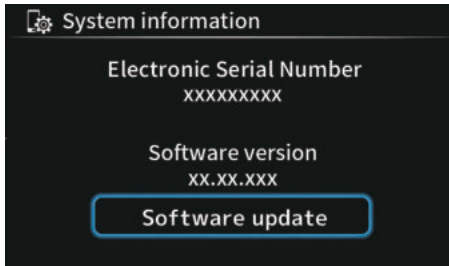 System information
Electronic Serial Number
xxxxxxxxx
Software version
xx.xx.xxx
Software update